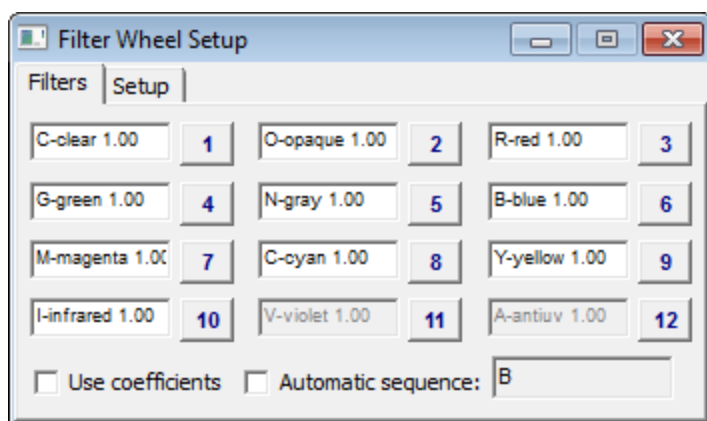 Filter Wheel Setup
Filters Setup
C-clear 1.00 1 O-opaque 1.00 2 R-red 1.00 3
G-green 1.00 4 N-gray 1.00 5 B-blue 1.00 6
M-magenta 1.00 7 C-cyan 1.00 8 Y-yellow 1.00 9
I-infrared 1.00 10 V-violet 1.00 11 A-antiuv 1.00 12
Use coefficients Automatic sequence: B